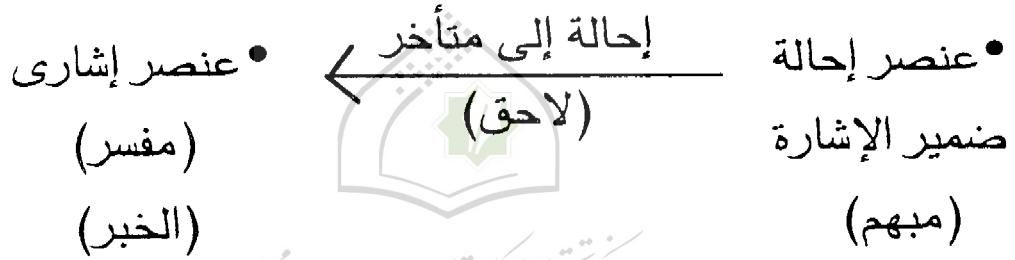 •عنصر إحالة إحالة إلى متأخر •عنصر إشارى
ضمير الإشارة (لاحق) (مفسر)
(مبهم) (الخبر)